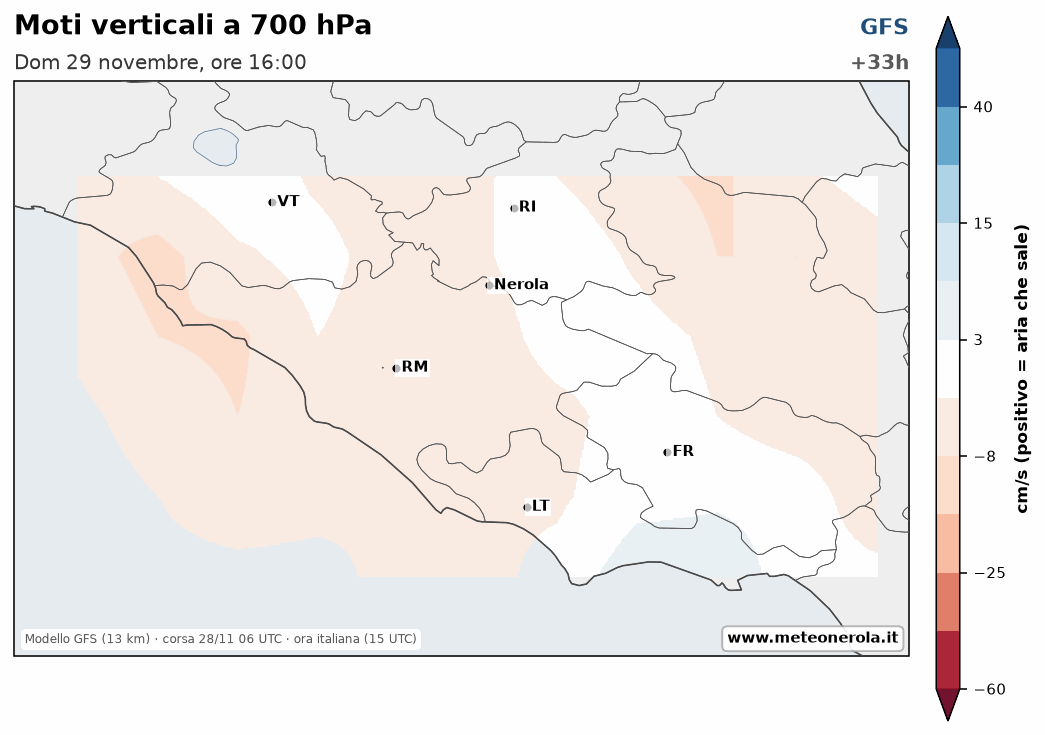 Moti verticali a 700 hPa
GFS
Dom 29 novembre, ore 16:00
+33h
VT
RI
Nerola
RM
FR
LT
40
15
3
−8
−25
−60
cm/s (positivo = aria che sale)
Modello GFS (13 km) · corsa 28/11 06 UTC · ora italiana (15 UTC)
www.meteonerola.it